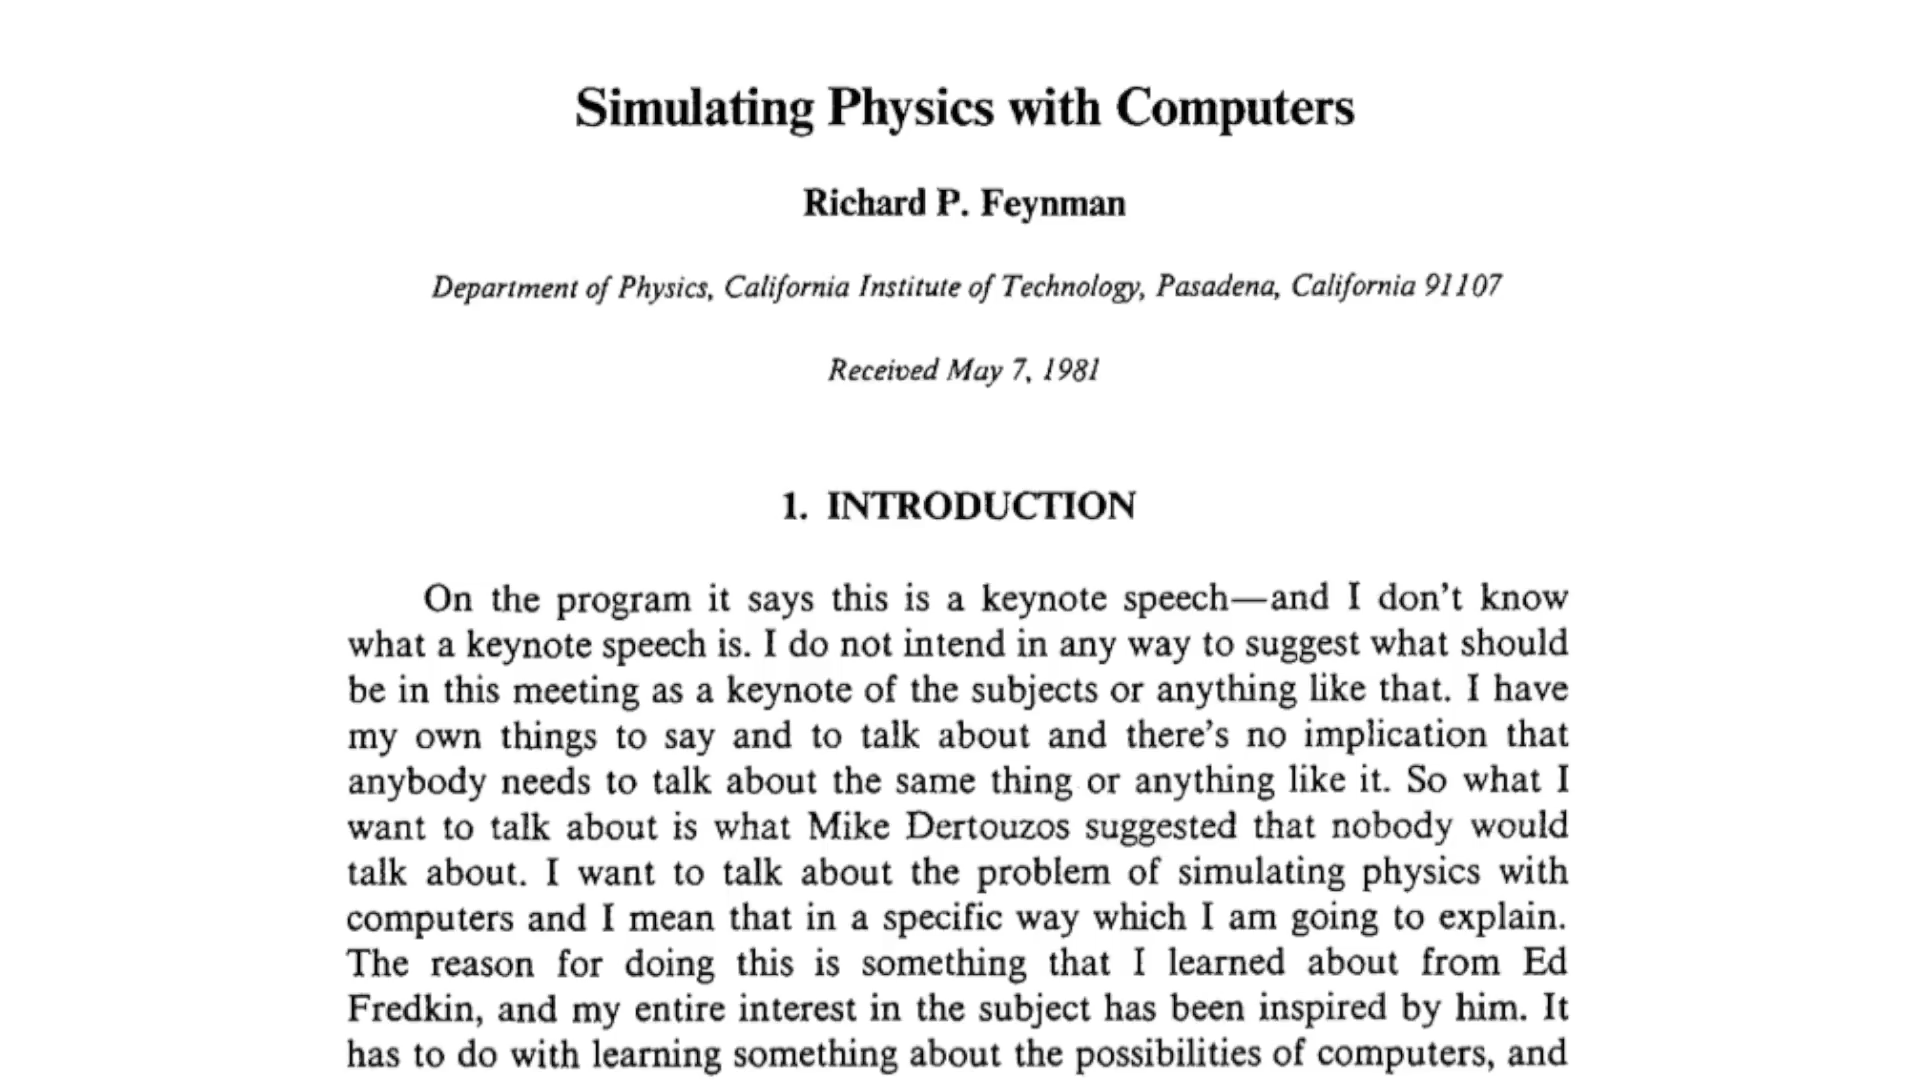 Simulating Physics with Computers
Richard P. Feynman
Department of Physics, California Institute of Technology, Pasadena, California 91107
Received May 7, 1981
1. INTRODUCTION
On the program it says this is a keynote speech—and I don't know
what a keynote speech is. I do not intend in any way to suggest what should
be in this meeting as a keynote of the subjects or anything like that. I have
my own things to say and to talk about and there's no implication that
anybody needs to talk about the same thing or anything like it. So what I
want to talk about is what Mike Dertouzos suggested that nobody would
talk about. I want to talk about the problem of simulating physics with
computers and I mean that in a specific way which I am going to explain.
The reason for doing this is something that I learned about from Ed
Fredkin, and my entire interest in the subject has been inspired by him. It
has to do with learning something about the possibilities of computers, and